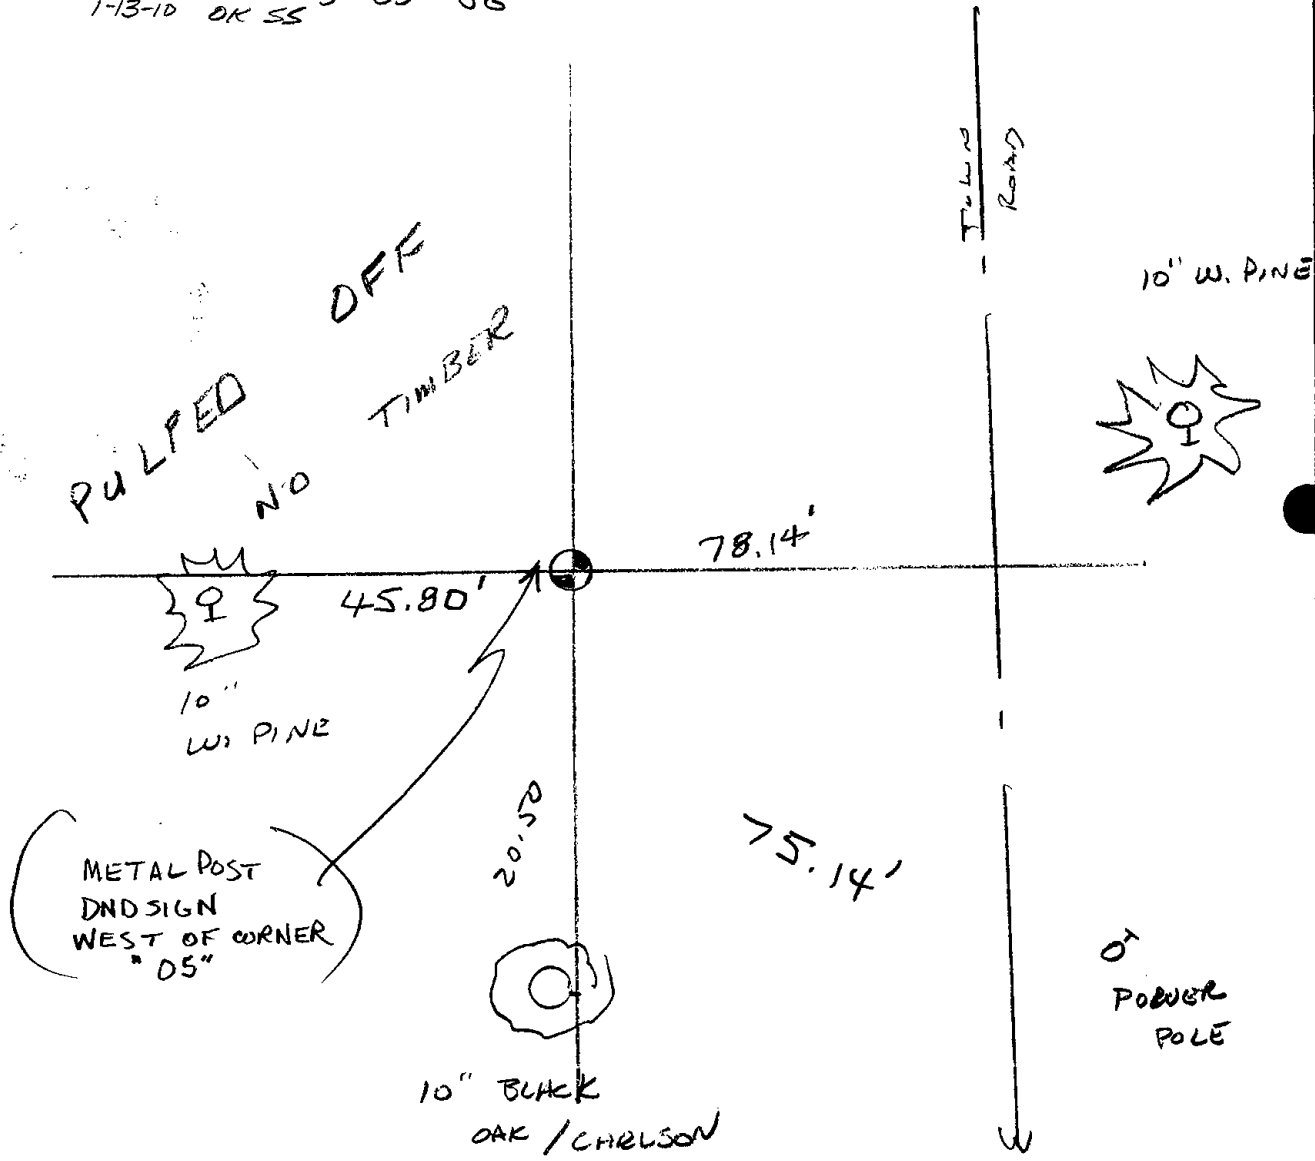 1-13-10 OK SS
Town
Road
10" W. PINE
PULPED OFF
NO TIMBER
78.14'
45.80'
10"
W. PINE
20.50
75.14'
METAL POST
DND SIGN
WEST OF CORNER
"05"
POWER
POLE
10" BLACK
OAK / CHRLSON